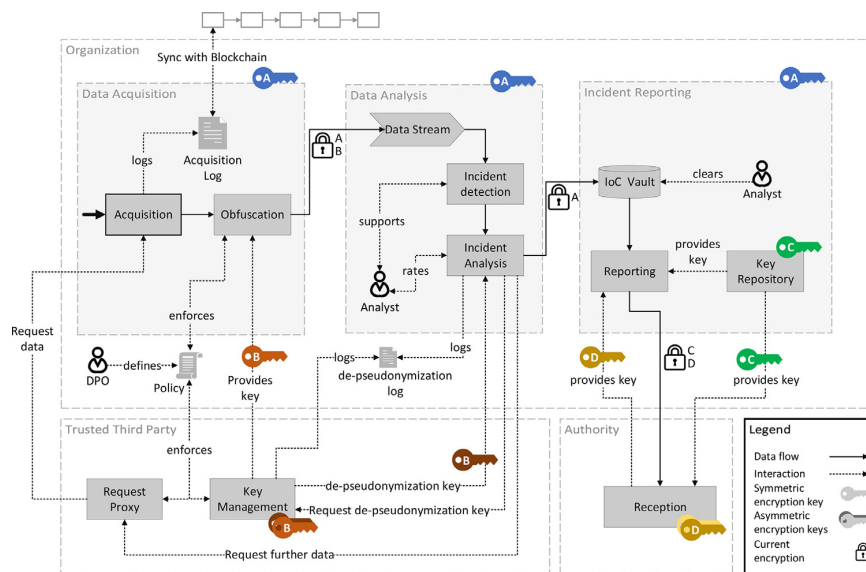 Sync with Blockchain
Organization
A
A
A
Data Acquisition
Data Analysis
Incident Reporting
logs
Acquisition
Log
A
B
Data Stream
Incident
detection
IoC Vault
clears
Analyst
A
Acquisition
Obfuscation
supports
Incident
Analysis
rates
Analyst
Reporting
provides
key
C
Key
Repository
enforces
Request
data
DPO
defines
Policy
B
Provides
key
logs
logs
de-pseudonymization
log
D
provides key
C
D
C
provides key
Trusted Third Party
Authority
enforces
B
Request
Proxy
Key
Management
B
de-pseudonymization key
Request de-pseudonymization key
Request further data
Reception
D
Legend
Data flow
Interaction
Symmetric
encryption key
Asymmetric
encryption keys
Current
encryption